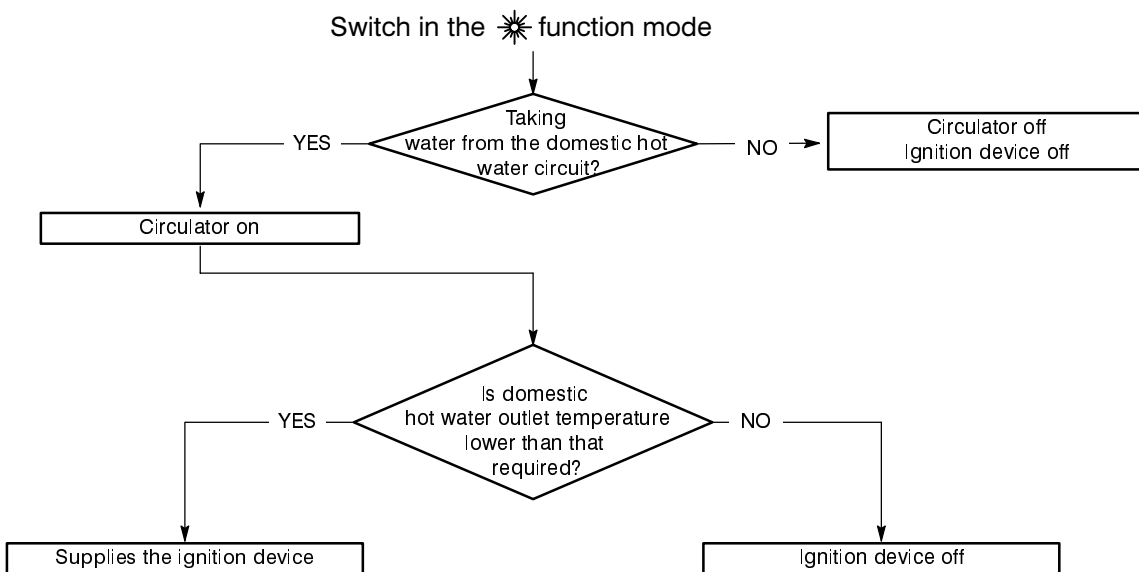 Switch in the function mode
Taking
water from the domestic hot
water circuit?
YES
NO
Circulator off
Ignition device off
Circulator on
Is domestic
hot water outlet temperature
lower than that
required?
YES
NO
Supplies the ignition device
Ignition device off